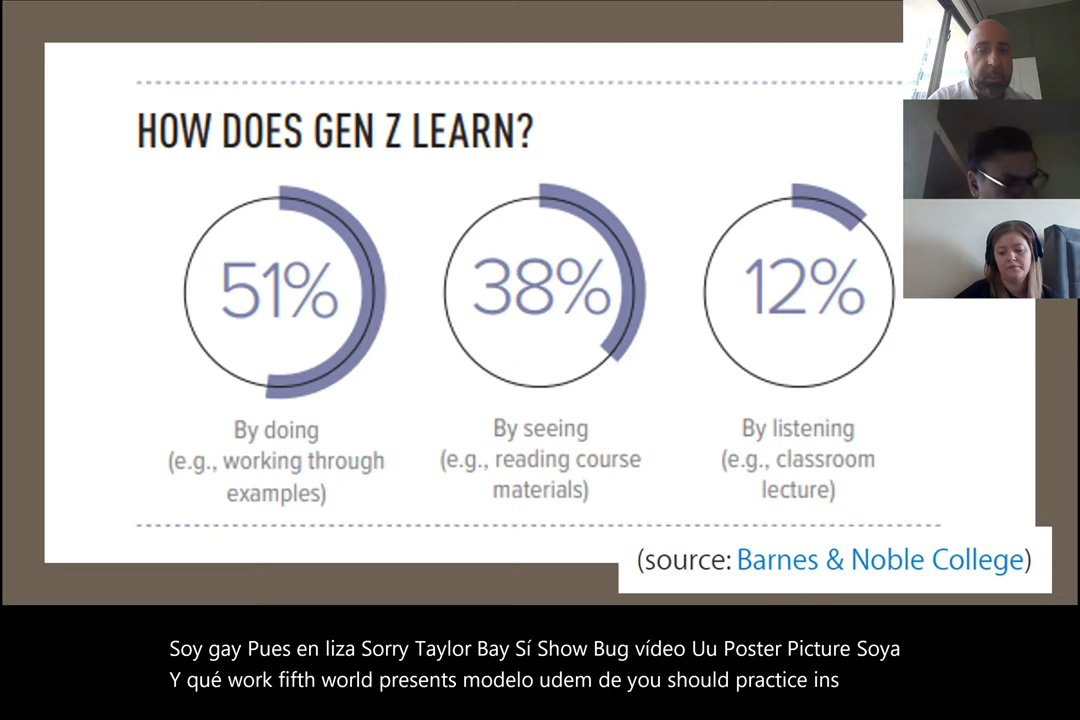 HOW DOES GEN Z LEARN?
51%
38%
12%
By doing
(e.g., working through
examples)
By seeing
(e.g., reading course
materials)
By listening
(e.g., classroom
lecture)
(source: Barnes & Noble College)
Soy gay Pues en liza Sorry Taylor Bay Sí Show Bug vídeo Uu Poster Picture Soya
Y qué work fifth world presents modelo udem de you should practice ins